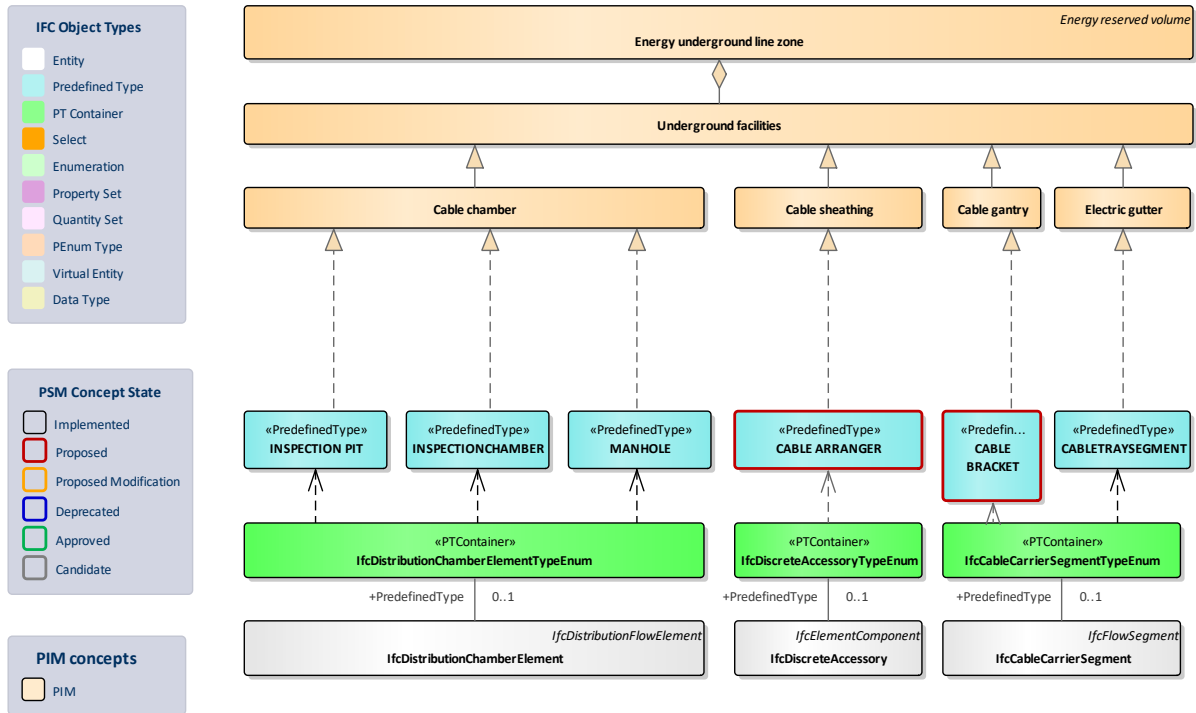 IFC Object Types
Entity
Predefined Type
PT Container
Select
Enumeration
Property Set
Quantity Set
PEnum Type
Virtual Entity
Data Type
PSM Concept State
Implemented
Proposed
Proposed Modification
Deprecated
Approved
Candidate
PIM concepts
PIM
Energy reserved volume
Energy underground line zone
Underground facilities
Cable chamber
Cable sheathing
Cable gantry
Electric gutter
«PredefinedType»
INSPECTION PIT
«PredefinedType»
INSPECTIONCHAMBER
«PredefinedType»
MANHOLE
«PredefinedType»
CABLE ARRANGER
«Predefin...
CABLE
BRACKET
«PredefinedType»
CABLETRAYSEGMENT
«PTContainer»
IfcDistributionChamberElementTypeEnum
«PTContainer»
IfcDiscreteAccessoryTypeEnum
«PTContainer»
IfcCableCarrierSegmentTypeEnum
+PredefinedType 0..1
+PredefinedType 0..1
+PredefinedType 0..1
IfcDistributionFlowElement
IfcDistributionChamberElement
IfcElementComponent
IfcDiscreteAccessory
IfcFlowSegment
IfcCableCarrierSegment